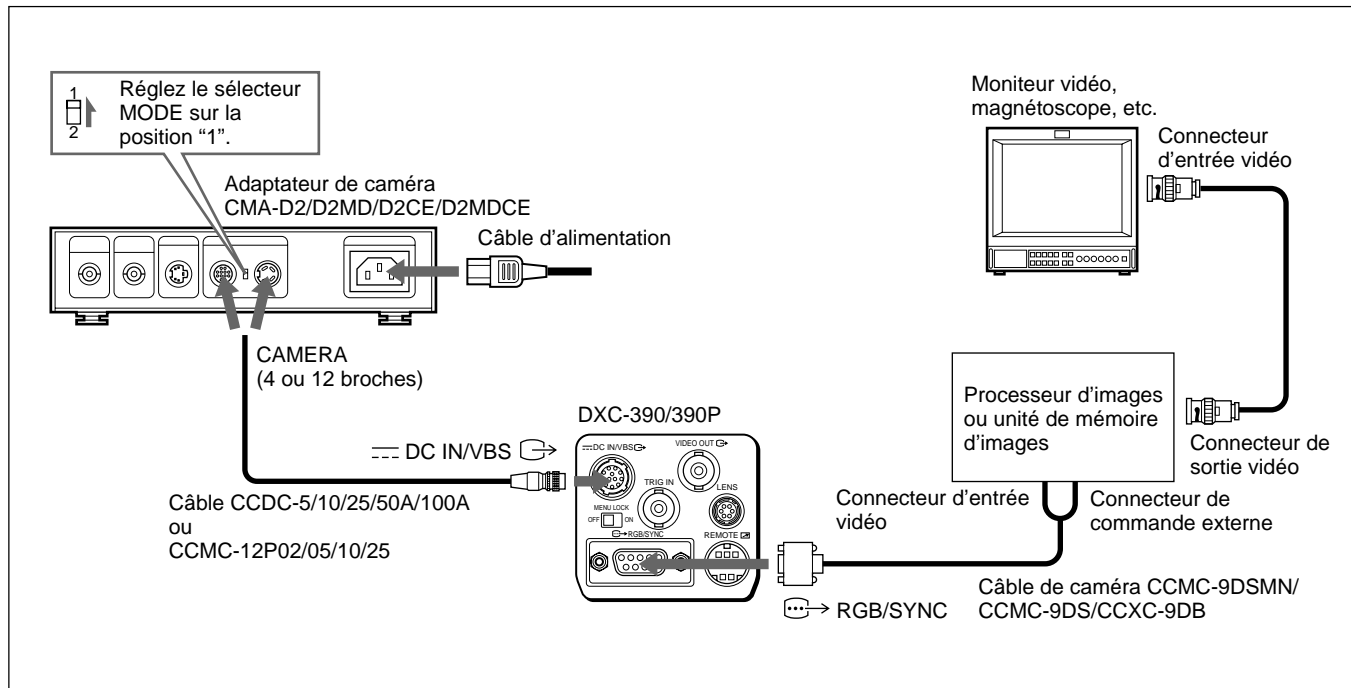 1
2
Réglez le sélecteur
MODE sur la
position “1”.
Adaptateur de caméra
CMA-D2/D2MD/D2CE/D2MDCE
Câble d’alimentation
CAMERA
(4 ou 12 broches)
DC IN/VBS
Câble CCDC-5/10/25/50A/100A
ou
CCMC-12P02/05/10/25
DXC-390/390P
DC IN/VBS
VIDEO OUT
TRIG IN
LENS
MENU LOCK
OFF ON
RGB/SYNC
REMOTE
RGB/SYNC
Moniteur vidéo,
magnétoscope, etc.
Connecteur
d’entrée vidéo
Processeur d’images
ou unité de mémoire
d’images
Connecteur de
sortie vidéo
Connecteur d’entrée
vidéo
Connecteur de
commande externe
Câble de caméra CCMC-9DSMN/
CCMC-9DS/CCXC-9DB